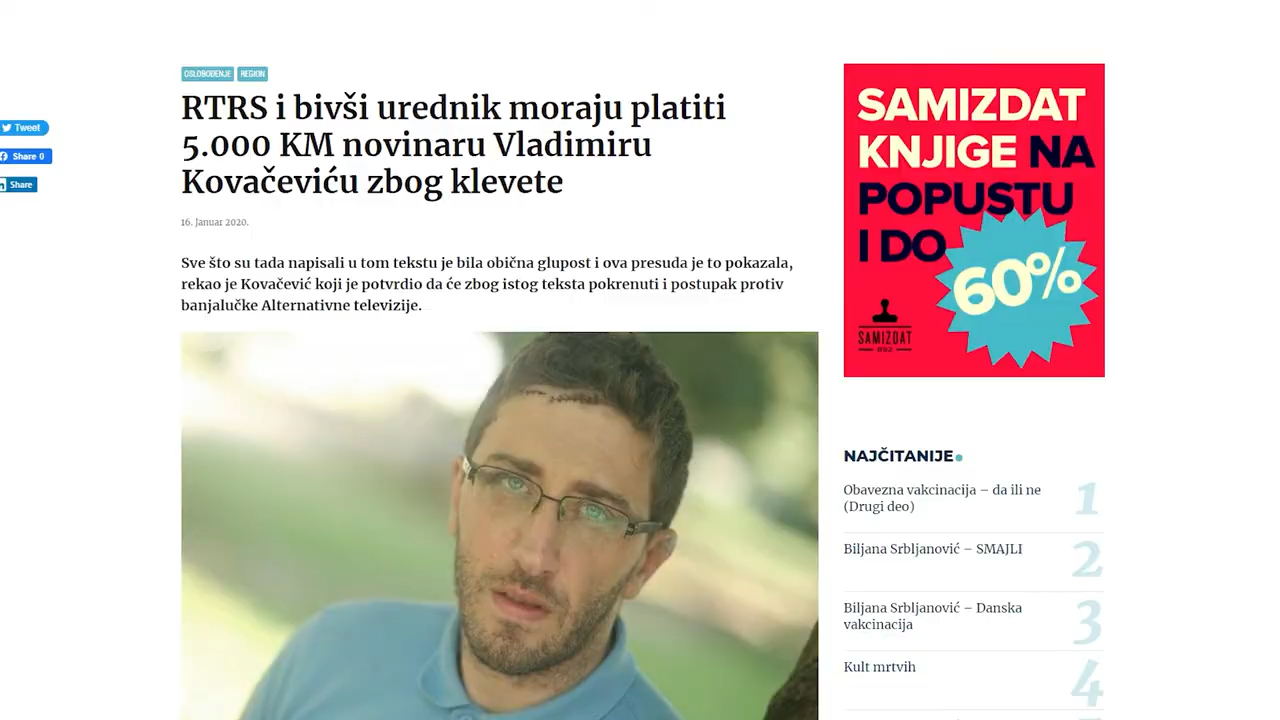 OSLOBOĐENJE REGION
RTRS i bivši urednik moraju platiti
5.000 KM novinaru Vladimiru
Kovačeviću zbog klevete
16. Januar 2020.
Sve što su tada napisali u tom tekstu je bila obična glupost i ova presuda je to pokazala,
rekao je Kovačević koji je potvrdio da će zbog istog teksta pokrenuti i postupak protiv
banjalučke Alternativne televizije.
Tweet
Share 0
in Share
SAMIZDAT
KNJIGE NA
POPUSTU
I DO
60%
SAMIZDAT
B92
NAJČITANIJE
Obavezna vakcinacija – da ili ne
(Drugi deo)
1
Biljana Srbljanović – SMAJLI
2
Biljana Srbljanović – Danska
vakcinacija
3
Kult mrtvih
4